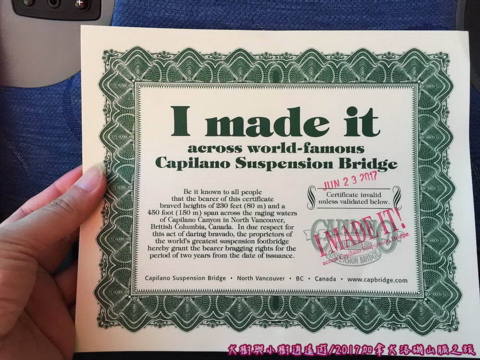 I made it
across world-famous
Capilano Suspension Bridge
Be it known to all people
that the bearer of this certificate
braved heights of 230 feet (80 m) and a
450 foot (150 m) span across the raging waters
of Capilano Canyon in North Vancouver,
British Columbia, Canada. In due respect for
this act of daring bravado, the proprietors of
the world's greatest suspension footbridge
hereby grant the bearer bragging rights for the
period of two years from the date of issuance.
JUN 23 2017
Certificate invalid
unless validated below.
I MADE IT!
Capilano Suspension Bridge • North Vancouver • BC • Canada • www.capbridge.com